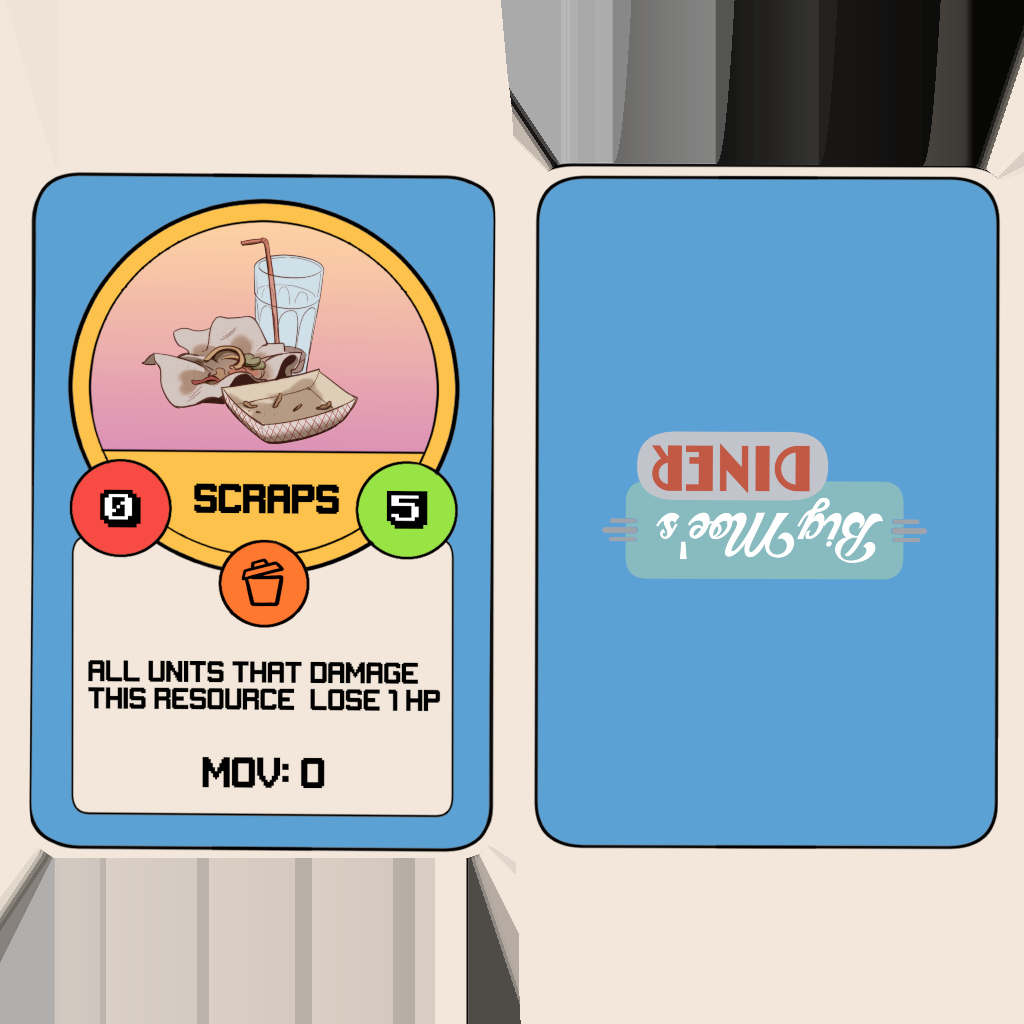 0
SCRAPS
5
ALL UNITS THAT DAMAGE
THIS RESOURCE LOSE 1 HP
MOV: 0
Big Moe's
DINER